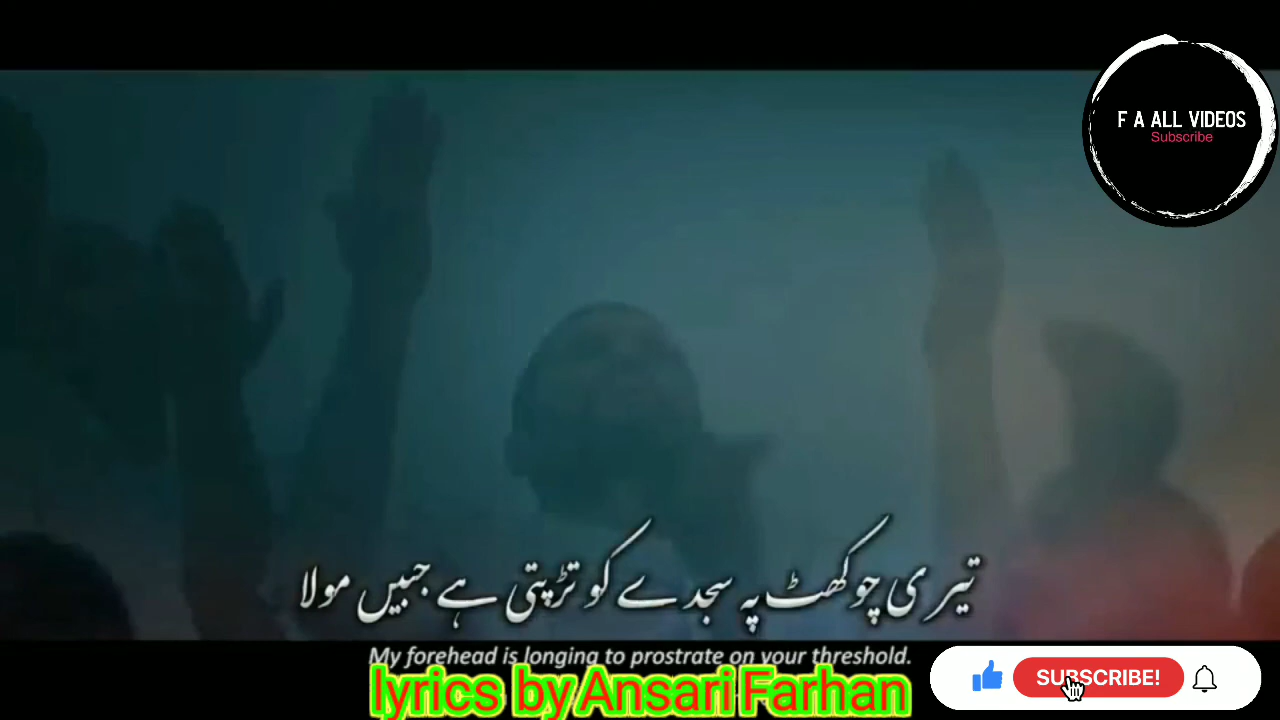 F A ALL VIDEOS
Subscribe
تیری چوکھٹ پہ سجدے کو تڑپتی ہے جبیں مولا
My forehead is longing to prostrate on your threshold.
lyrics by Ansari Farhan
SUBSCRIBE!